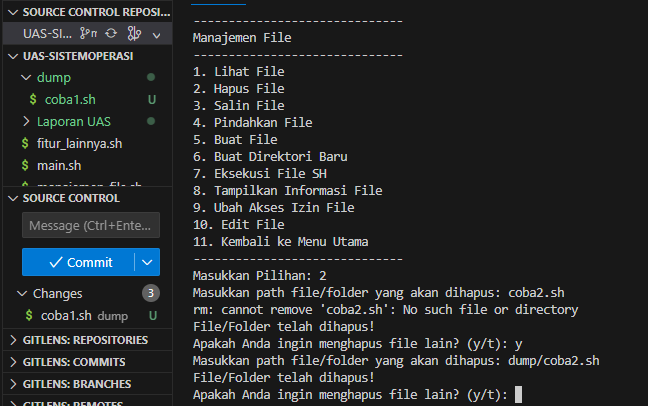 SOURCE CONTROL REPOSI...
UAS-SI...
UAS-SISTEMOPERASI
dump
$ coba1.sh U
Laporan UAS
$ fitur_lainnya.sh
$ main.sh
$ manajemen_file.sh
SOURCE CONTROL
Message (Ctrl+Ente...
Commit
Changes 3
$ coba1.sh dump U
GITLENS: REPOSITORIES
GITLENS: COMMITS
GITLENS: BRANCHES
GITLENS: REMOTES
------------------------------
Manajemen File
------------------------------
1. Lihat File
2. Hapus File
3. Salin File
4. Pindahkan File
5. Buat File
6. Buat Direktori Baru
7. Eksekusi File SH
8. Tampilkan Informasi File
9. Ubah Akses Izin File
10. Edit File
11. Kembali ke Menu Utama
------------------------------
Masukkan Pilihan: 2
Masukkan path file/folder yang akan dihapus: coba2.sh
rm: cannot remove 'coba2.sh': No such file or directory
File/Folder telah dihapus!
Apakah Anda ingin menghapus file lain? (y/t): y
Masukkan path file/folder yang akan dihapus: dump/coba2.sh
File/Folder telah dihapus!
Apakah Anda ingin menghapus file lain? (y/t):